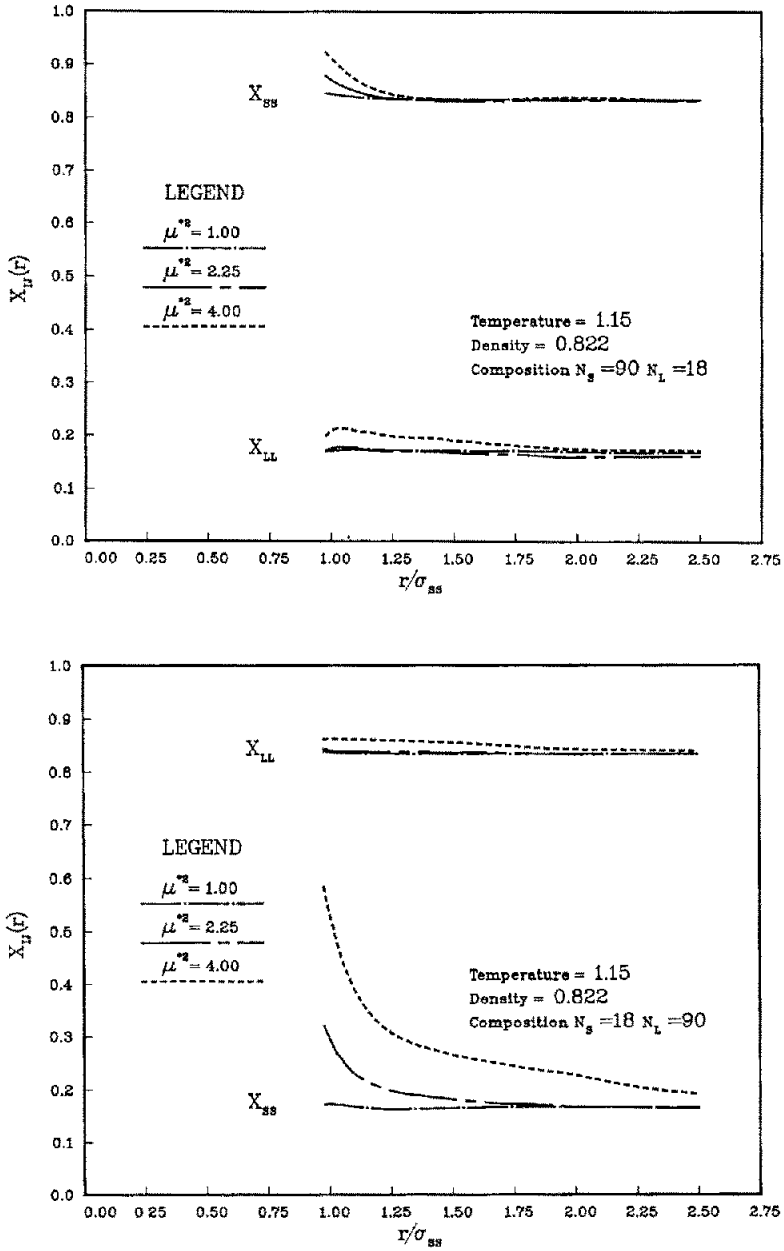 1.0
0.9
X_SS
0.8
0.7
LEGEND
0.6
μ*² = 1.00
X_IJ(r)
0.5
μ*² = 2.25
μ*² = 4.00
0.4
Temperature = 1.15
Density = 0.822
Composition N_S =90 N_L =18
0.3
0.2
X_LL
0.1
0.0
0.00 0.25 0.50 0.75 1.00 1.25 1.50 1.75 2.00 2.25 2.50 2.75
r/σ_ss
1.0
0.9
X_LL
0.8
0.7
LEGEND
0.6
μ*² = 1.00
X_IJ(r)
0.5
μ*² = 2.25
μ*² = 4.00
0.4
Temperature = 1.15
Density = 0.822
Composition N_S =18 N_L =90
0.3
0.2
X_SS
0.1
0.0
0.00 0 25 0.50 0.75 1.00 1.25 1.50 1.75 2.00 2.25 2.50 2.75
r/σ_ss